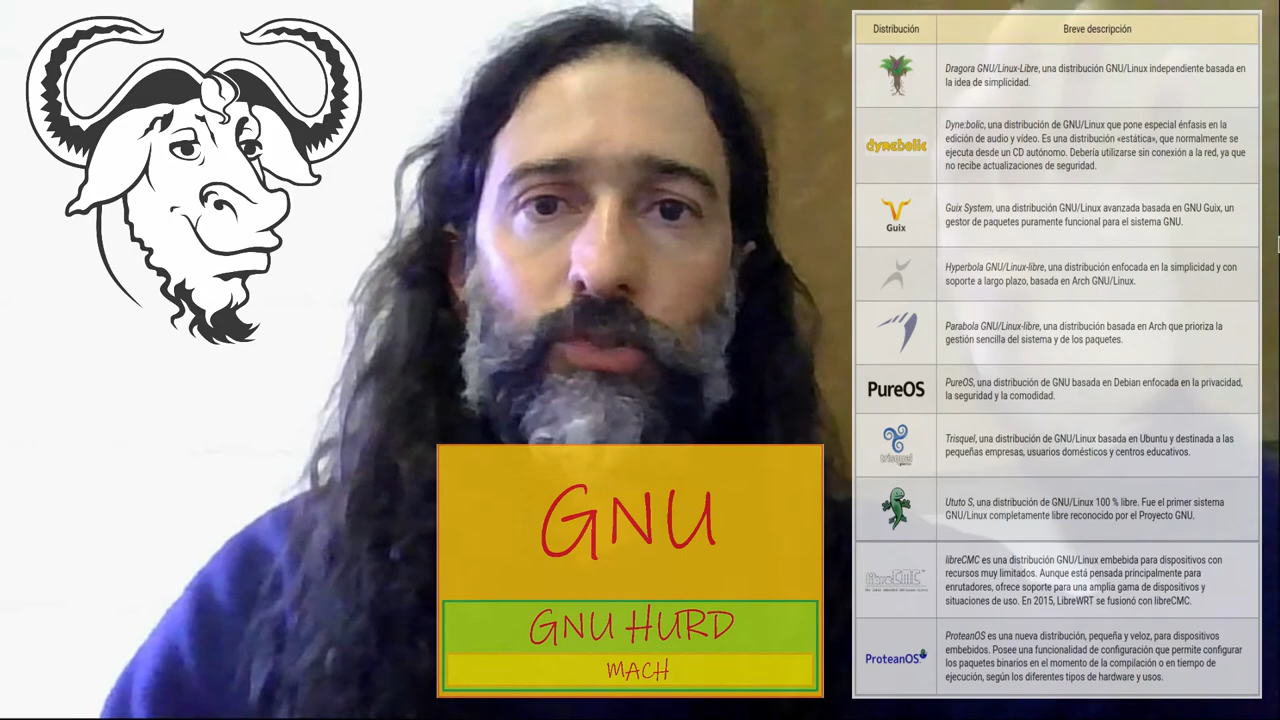 GNU
GNU HURD
MACH
Distribución
Breve descripción
Dragora GNU/Linux-Libre, una distribución GNU/Linux independiente basada en
la idea de simplicidad.
dynebolic
Dyne:bolic, una distribución de GNU/Linux que pone especial énfasis en la
edición de audio y vídeo. Es una distribución «estática», que normalmente se
ejecuta desde un CD autónomo. Debería utilizarse sin conexión a la red, ya que
no recibe actualizaciones de seguridad.
Guix
Guix System, una distribución GNU/Linux avanzada basada en GNU Guix, un
gestor de paquetes puramente funcional para el sistema GNU.
Hyperbola GNU/Linux-libre, una distribución enfocada en la simplicidad y con
soporte a largo plazo, basada en Arch GNU/Linux.
Parabola GNU/Linux-libre, una distribución basada en Arch que prioriza la
gestión sencilla del sistema y de los paquetes.
PureOS
PureOS, una distribución de GNU basada en Debian enfocada en la privacidad,
la seguridad y la comodidad.
trisquel
Trisquel, una distribución de GNU/Linux basada en Ubuntu y destinada a las
pequeñas empresas, usuarios domésticos y centros educativos.
Ututo S, una distribución de GNU/Linux 100 % libre. Fue el primer sistema
GNU/Linux completamente libre reconocido por el Proyecto GNU.
libreCMC
libreCMC es una distribución GNU/Linux embebida para dispositivos con
recursos muy limitados. Aunque está pensada principalmente para
enrutadores, ofrece soporte para una amplia gama de dispositivos y
situaciones de uso. En 2015, LibreWRT se fusionó con libreCMC.
ProteanOS
ProteanOS es una nueva distribución, pequeña y veloz, para dispositivos
embebidos. Posee una funcionalidad de configuración que permite configurar
los paquetes binarios en el momento de la compilación o en tiempo de
ejecución, según los diferentes tipos de hardware y usos.